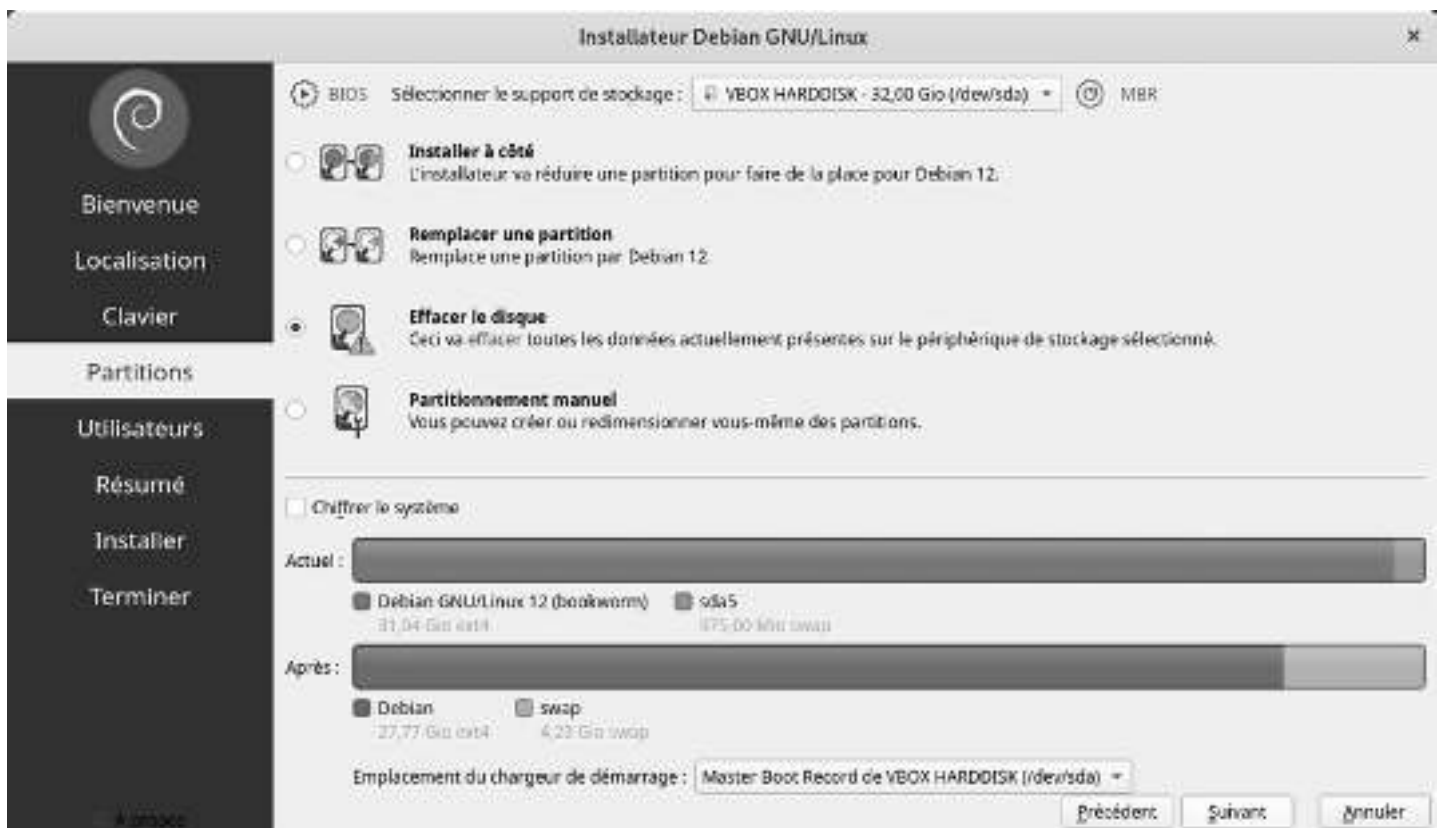 Installateur Debian GNU/Linux
BIOS Sélectionner le support de stockage : VBOX HARDDISK - 32,00 Gio (/dev/sda) MBR
Installer à côté
L'installateur va réduire une partition pour faire de la place pour Debian 12.
Remplacer une partition
Remplace une partition par Debian 12
Effacer le disque
Ceci va effacer toutes les données actuellement présentes sur le périphérique de stockage sélectionné.
Partitionnement manuel
Vous pouvez créer ou redimensionner vous-même des partitions.
Bienvenue
Localisation
Clavier
Partitions
Utilisateurs
Résumé
Installer
Terminer
À propos
Chiffrer le système
Actuel :
Debian GNU/Linux 12 (bookworm) sda5
31,04 Gio ext4 975,00 Mio swap
Après :
Debian swap
27,77 Gio ext4 4,23 Gio swap
Emplacement du chargeur de démarrage : Master Boot Record de VBOX HARDDISK (/dev/sda)
Précédent Suivant Annuler